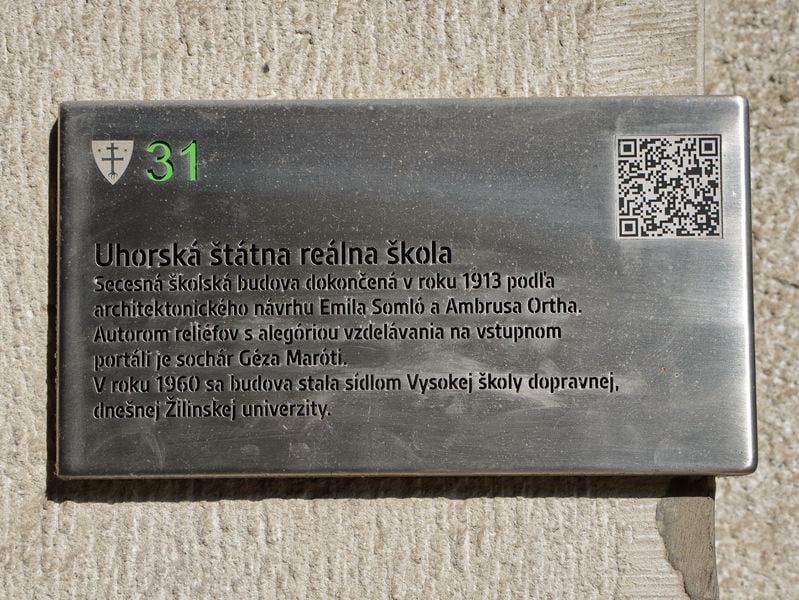 31
Uhorská štátna reálna škola
Secesná školská budova dokončená v roku 1913 podľa
architektonického návrhu Emila Somló a Ambrusa Ortha.
Autorom reliéfov s alegóriou vzdelávania na vstupnom
portáli je sochár Géza Maróti.
V roku 1960 sa budova stala sídlom Vysokej školy dopravnej,
dnešnej Žilinskej univerzity.